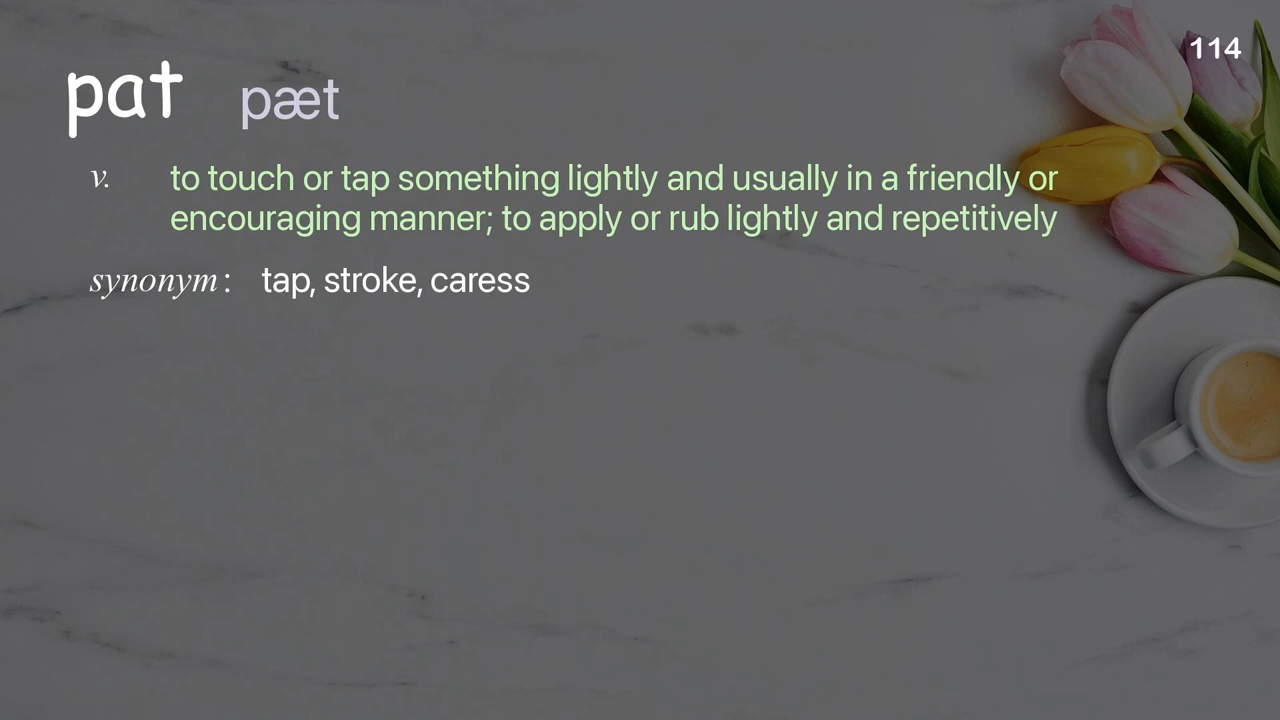 114
pat pæt
v. to touch or tap something lightly and usually in a friendly or
encouraging manner; to apply or rub lightly and repetitively
synonym: tap, stroke, caress